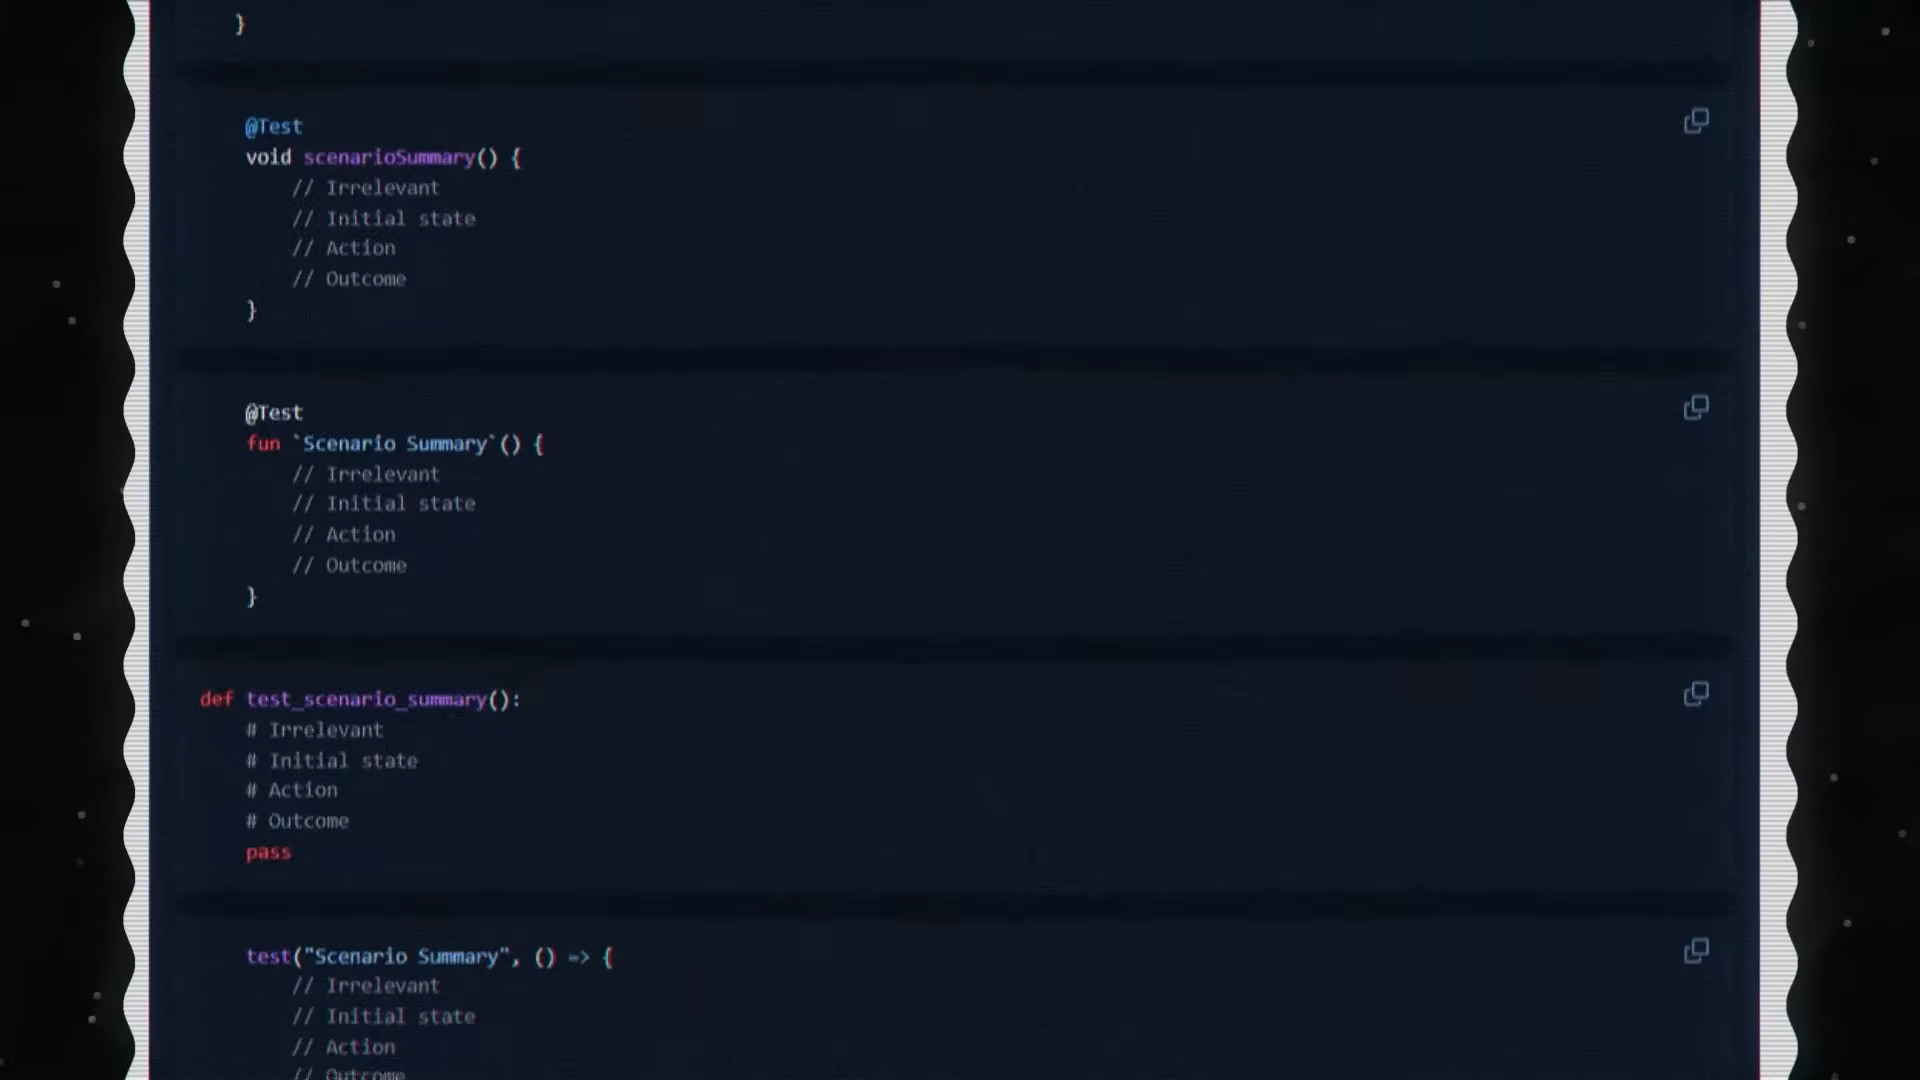 }
@Test
void scenarioSummary() {
    // Irrelevant
    // Initial state
    // Action
    // Outcome
}
@Test
fun `Scenario Summary`() {
    // Irrelevant
    // Initial state
    // Action
    // Outcome
}
def test_scenario_summary():
    # Irrelevant
    # Initial state
    # Action
    # Outcome
    pass
test("Scenario Summary", () => {
    // Irrelevant
    // Initial state
    // Action
    // Outcome